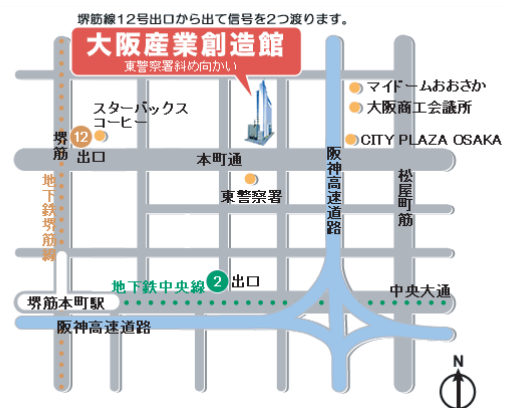 堺筋線12号出口から出て信号を2つ渡ります。
大阪産業創造館
東警察署斜め向かい
マイドームおおさか
大阪商工会議所
CITY PLAZA OSAKA
スターバックス
コーヒー
堺筋
12
出口
本町通
東警察署
阪神高速道路
松屋町筋
地下鉄堺筋線
地下鉄中央線
2
出口
中央大通
堺筋本町駅
阪神高速道路
N